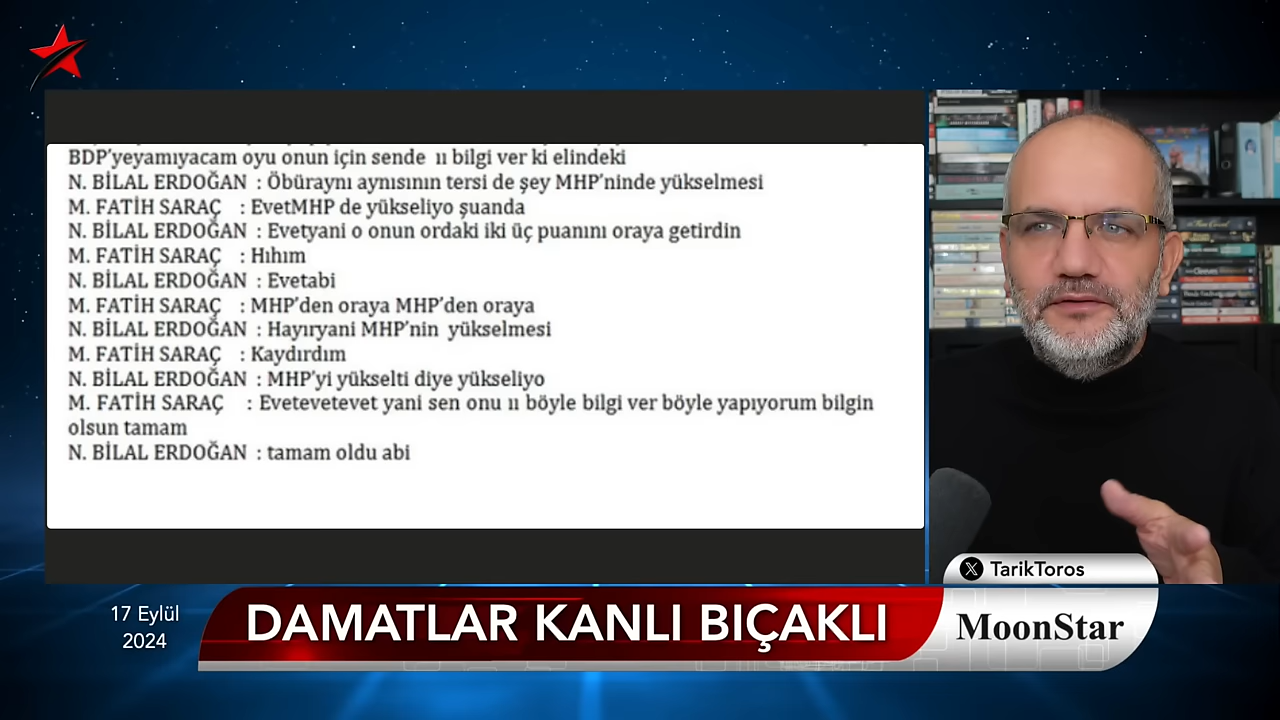 BDP'yeyamıyacam oyu onun için sende ıı bilgi ver ki elindeki
N. BİLAL ERDOĞAN : Öbüraynı aynısının tersi de şey MHP'ninde yükselmesi
M. FATİH SARAÇ : EvetMHP de yükseliyo şuanda
N. BİLAL ERDOĞAN : Evetyani o onun ordaki iki üç puanını oraya getirdin
M. FATİH SARAÇ : Hıhım
N. BİLAL ERDOĞAN : Evetabi
M. FATİH SARAÇ : MHP'den oraya MHP'den oraya
N. BİLAL ERDOĞAN : Hayıryani MHP'nin yükselmesi
M. FATİH SARAÇ : Kaydırdım
N. BİLAL ERDOĞAN : MHP'yi yükselti diye yükseliyo
M. FATİH SARAÇ : Evetevetevet yani sen onu ıı böyle bilgi ver böyle yapıyorum bilgin
olsun tamam
N. BİLAL ERDOĞAN : tamam oldu abi
TarikToros
17 Eylül
2024
DAMATLAR KANLI BIÇAKLI
MoonStar